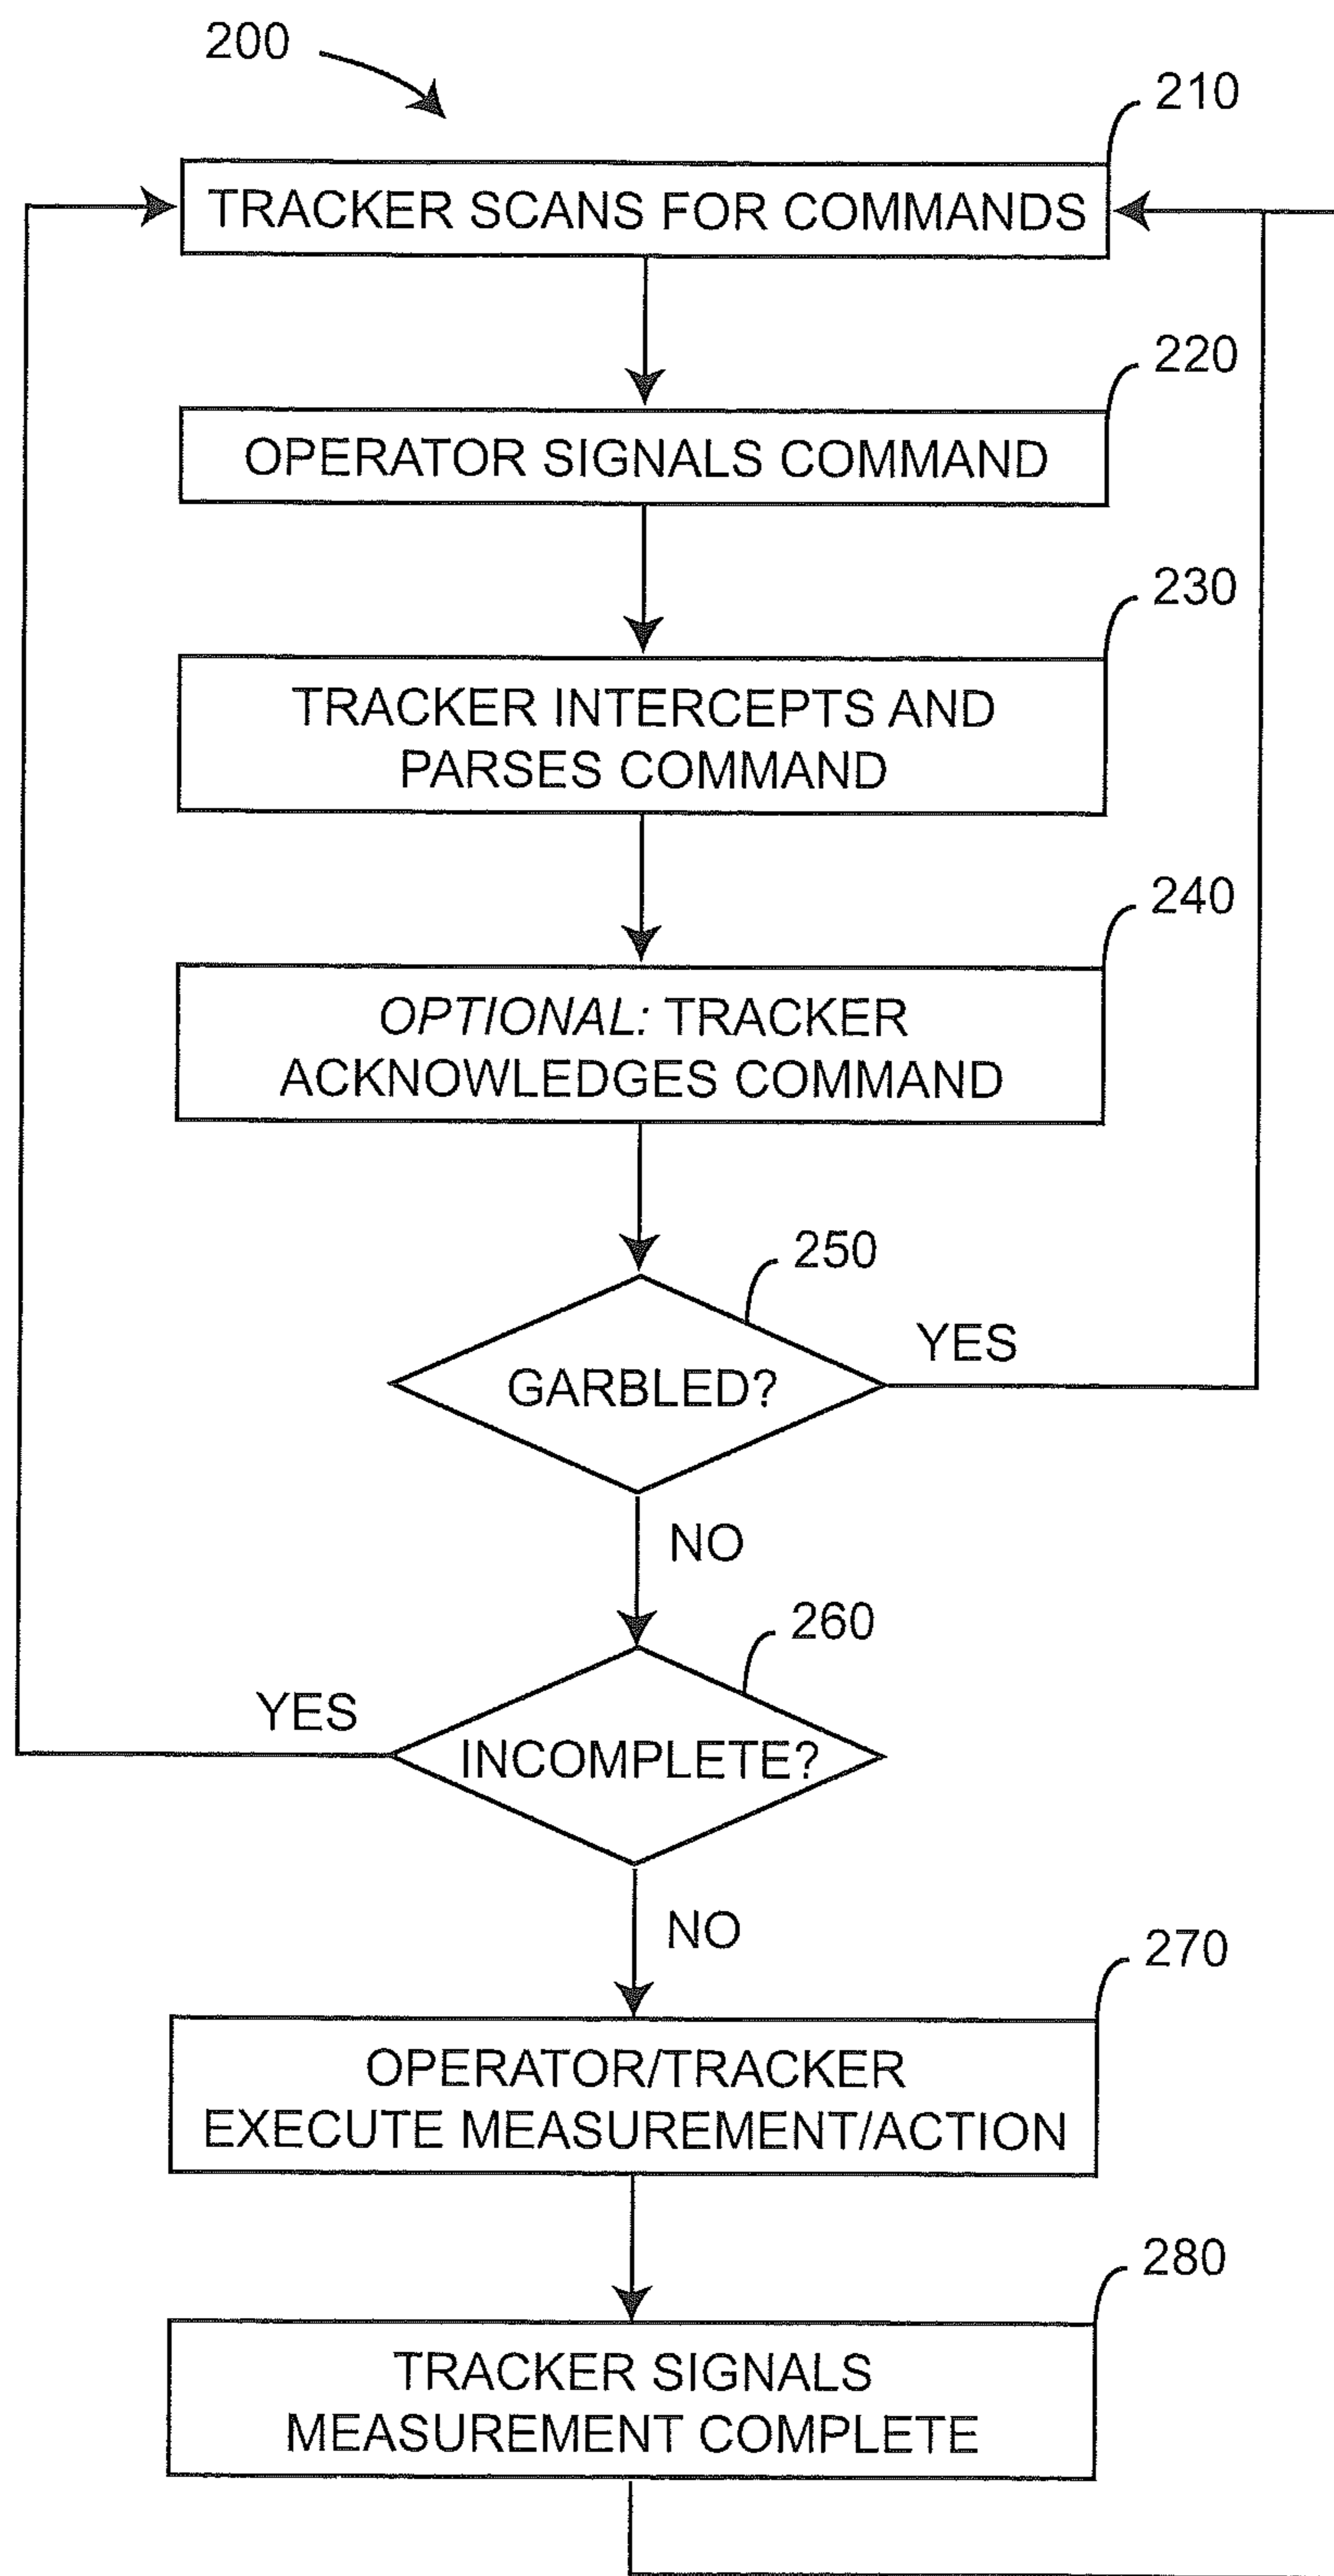 200
210
TRACKER SCANS FOR COMMANDS
220
OPERATOR SIGNALS COMMAND
230
TRACKER INTERCEPTS AND
PARSES COMMAND
240
OPTIONAL: TRACKER
ACKNOWLEDGES COMMAND
250
GARBLED?
YES
NO
260
INCOMPLETE?
YES
NO
270
OPERATOR/TRACKER
EXECUTE MEASUREMENT/ACTION
280
TRACKER SIGNALS
MEASUREMENT COMPLETE